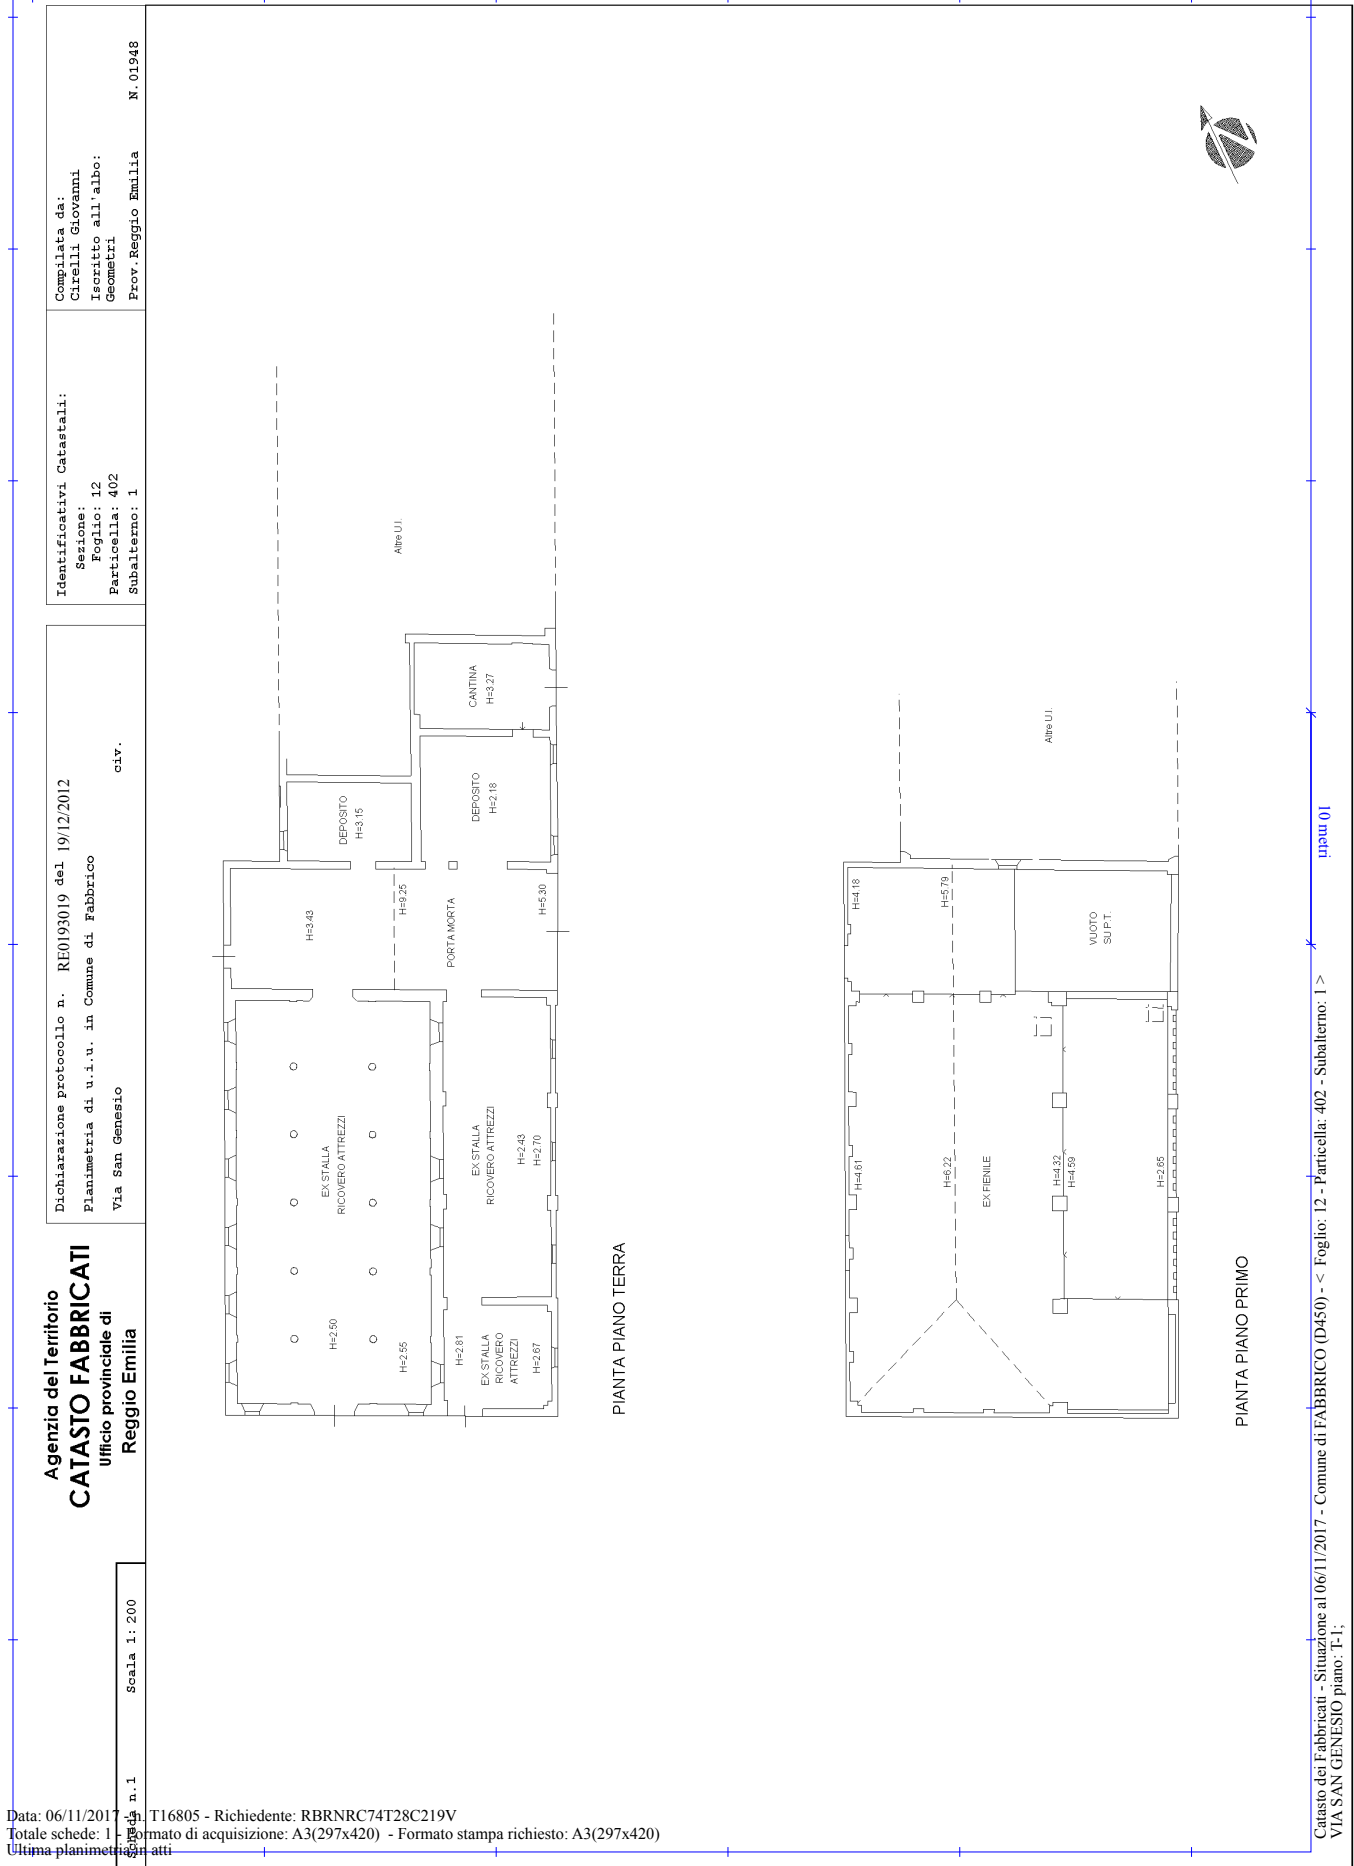 Agenzia del Territorio
CATASTO FABBRICATI
Ufficio provinciale di
Reggio Emilia
Dichiarazione protocollo n. RE0193019 del 19/12/2012
Planimetria di u.i.u. in Comune di Fabbrico
Via San Genesio civ.
Identificativi Catastali:
Sezione:
Foglio: 12
Particella: 402
Subalterno: 1
Compilata da:
Cirelli Giovanni
Iscritto all'albo:
Geometri
Prov. Reggio Emilia N. 01948
Scheda n. 1 Scala 1: 200
H=3.43
H=9.25
PORTA MORTA
H=5.30
DEPOSITO
H=3.15
DEPOSITO
H=2.18
CANTINA
H=3.27
Altre U.I.
EX STALLA
RICOVERO ATTREZZI
H=2.50
H=2.55
EX STALLA
RICOVERO ATTREZZI
H=2.43
H=2.70
H=2.81
EX STALLA
RICOVERO
ATTREZZI
H=2.67
PIANTA PIANO TERRA
H=4.18
H=5.79
VUOTO
SU P.T.
Altre U.I.
H=4.61
H=6.22
EX FIENILE
H=4.32
H=4.59
H=2.65
PIANTA PIANO PRIMO
10 metri
Catasto dei Fabbricati - Situazione al 06/11/2017 - Comune di FABBRICO (D450) - < Foglio: 12 - Particella: 402 - Subalterno: 1 >
VIA SAN GENESIO piano: T-1;
Data: 06/11/2017 - n. T16805 - Richiedente: RBRNRC74T28C219V
Totale schede: 1 - Formato di acquisizione: A3(297x420) - Formato stampa richiesto: A3(297x420)
Ultima planimetria in atti